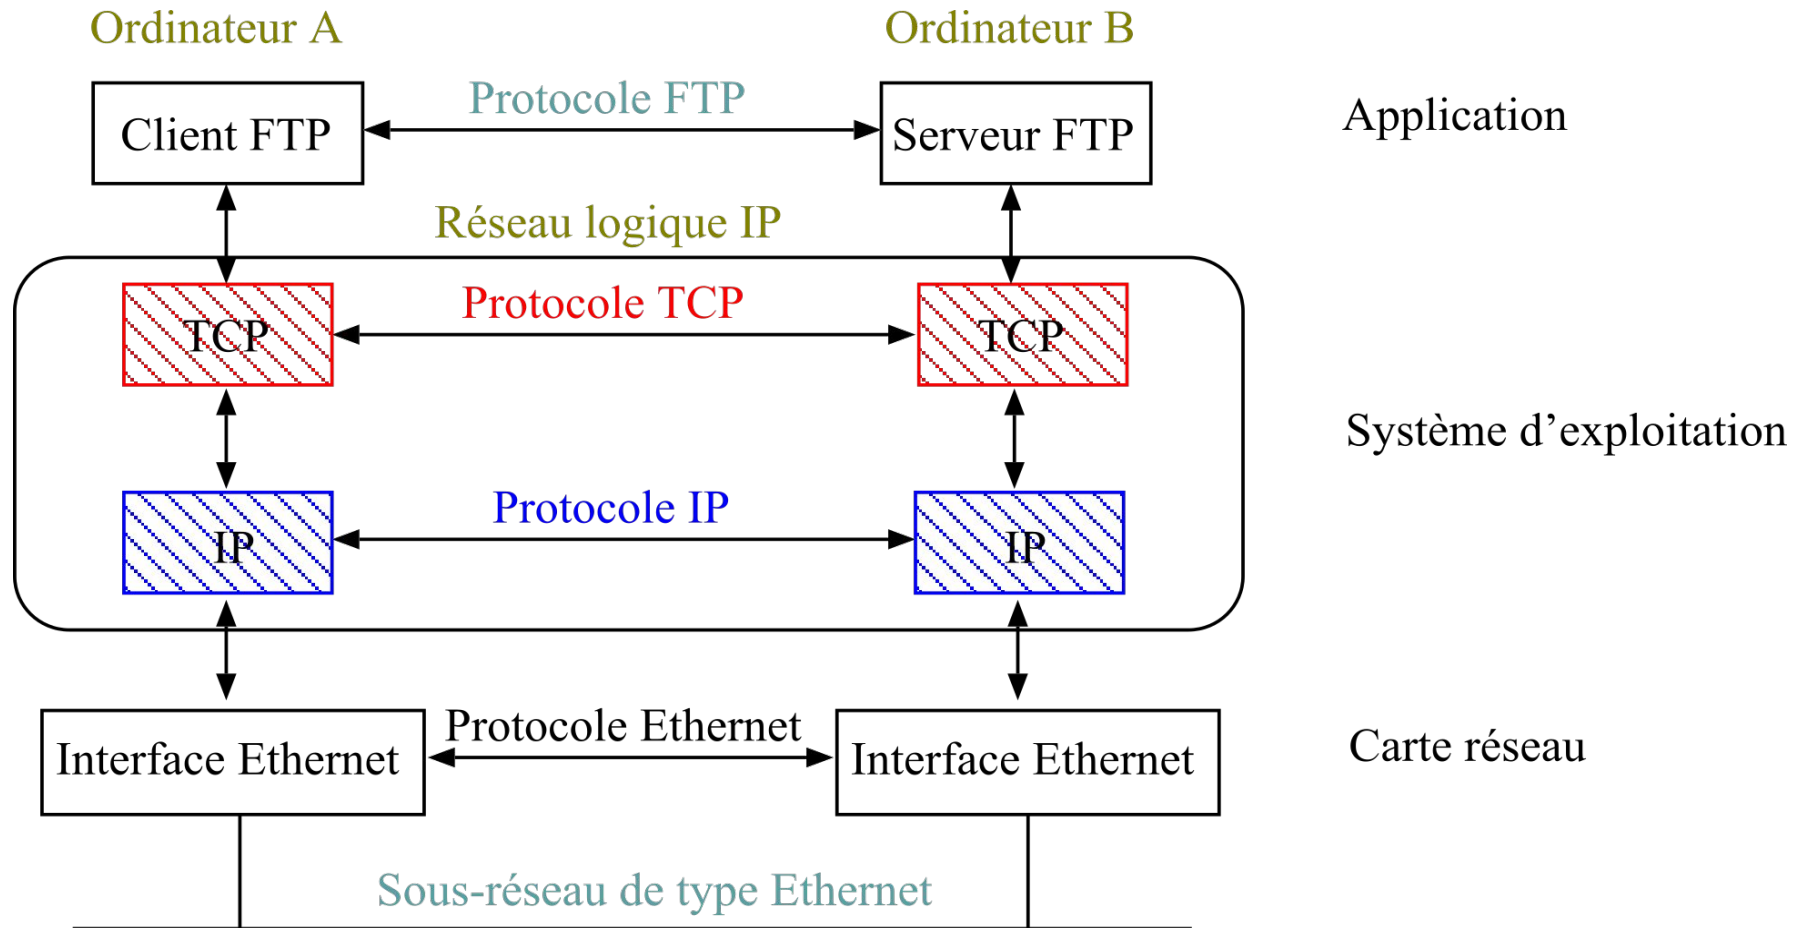 Ordinateur A
Ordinateur B
Protocole FTP
Client FTP
Serveur FTP
Application
Réseau logique IP
Protocole TCP
TCP
TCP
Système d’exploitation
Protocole IP
IP
IP
Protocole Ethernet
Interface Ethernet
Interface Ethernet
Carte réseau
Sous-réseau de type Ethernet